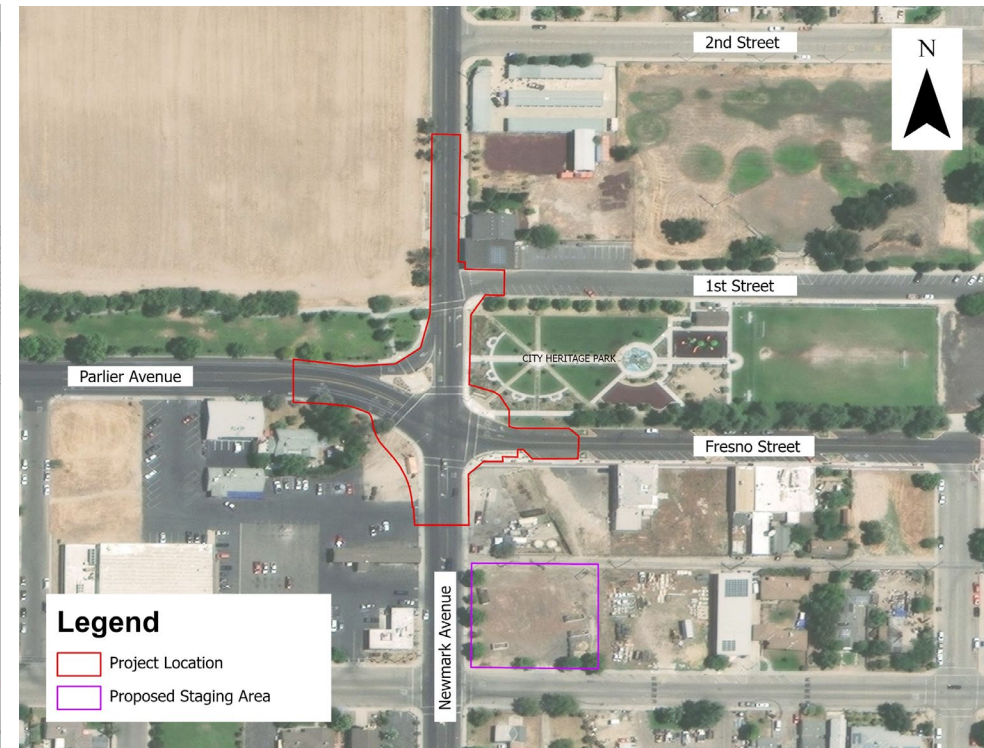 2nd Street
N
1st Street
CITY HERITAGE PARK
Parlier Avenue
Fresno Street
Newmark Avenue
Legend
Project Location
Proposed Staging Area